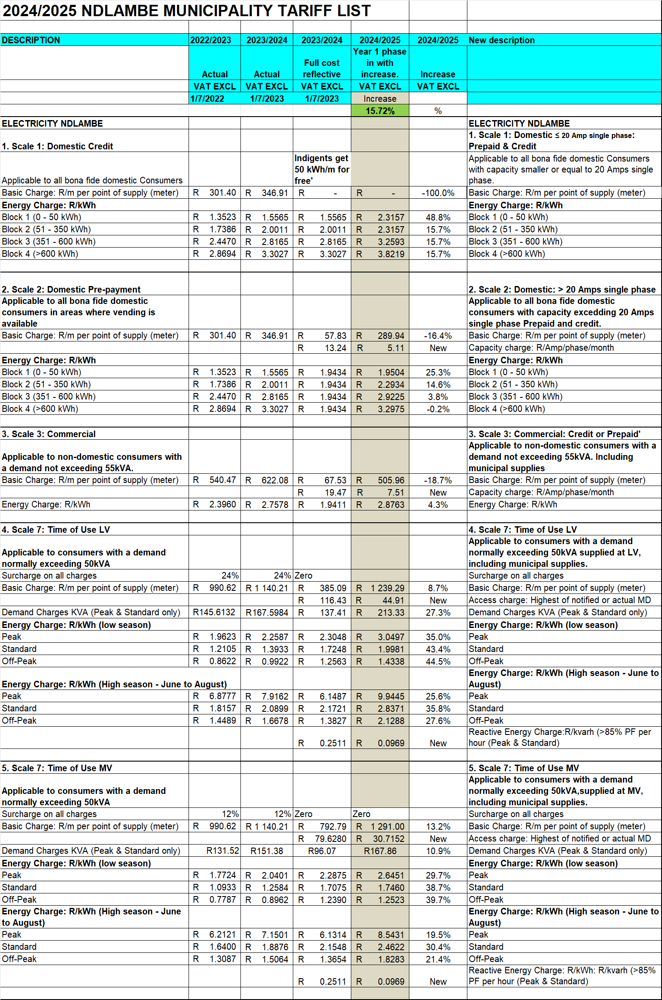 2024/2025 NDLAMBE MUNICIPALITY TARIFF LIST
DESCRIPTION 2022/2023 2023/2024 2023/2024 2024/2025 2024/2025 New description
Actual Actual Full cost reflective Year 1 phase in with increase. Increase
VAT EXCL VAT EXCL VAT EXCL VAT EXCL VAT EXCL
1/7/2022 1/7/2023 1/7/2023 Increase
15.72% %
ELECTRICITY NDLAMBE ELECTRICITY NDLAMBE
1. Scale 1: Domestic Credit 1. Scale 1: Domestic ≤ 20 Amp single phase: Prepaid & Credit
Applicable to all bona fide domestic Consumers Indigents get 50 kWh/m for free' Applicable to all bona fide domestic Consumers with capacity smaller or equal to 20 Amps single phase.
Basic Charge: R/m per point of supply (meter) R 301.40 R 346.91 R - R - -100.0% Basic Charge: R/m per point of supply (meter)
Energy Charge: R/kWh Energy Charge: R/kWh
Block 1 (0 - 50 kWh) R 1.3523 R 1.5565 R 1.5565 R 2.3157 48.8% Block 1 (0 - 50 kWh)
Block 2 (51 - 350 kWh) R 1.7386 R 2.0011 R 2.0011 R 2.3157 15.7% Block 2 (51 - 350 kWh)
Block 3 (351 - 600 kWh) R 2.4470 R 2.8165 R 2.8165 R 3.2593 15.7% Block 3 (351 - 600 kWh)
Block 4 (>600 kWh) R 2.8694 R 3.3027 R 3.3027 R 3.8219 15.7% Block 4 (>600 kWh)
2. Scale 2: Domestic Pre-payment 2. Scale 2: Domestic: > 20 Amps single phase
Applicable to all bona fide domestic consumers in areas where vending is available Applicable to all bona fide domestic consumers with capacity excedding 20 Amps single phase Prepaid and credit.
Basic Charge: R/m per point of supply (meter) R 301.40 R 346.91 R 57.83 R 289.94 -16.4% Basic Charge: R/m per point of supply (meter)
R 13.24 R 5.11 New Capacity charge: R/Amp/phase/month
Energy Charge: R/kWh Energy Charge: R/kWh
Block 1 (0 - 50 kWh) R 1.3523 R 1.5565 R 1.9434 R 1.9504 25.3% Block 1 (0 - 50 kWh)
Block 2 (51 - 350 kWh) R 1.7386 R 2.0011 R 1.9434 R 2.2934 14.6% Block 2 (51 - 350 kWh)
Block 3 (351 - 600 kWh) R 2.4470 R 2.8165 R 1.9434 R 2.9225 3.8% Block 3 (351 - 600 kWh)
Block 4 (>600 kWh) R 2.8694 R 3.3027 R 1.9434 R 3.2975 -0.2% Block 4 (>600 kWh)
3. Scale 3: Commercial 3. Scale 3: Commercial: Credit or Prepaid'
Applicable to non-domestic consumers with a demand not exceeding 55kVA. Applicable to non-domestic consumers with a demand not exceeding 55kVA. Including municipal supplies
Basic Charge: R/m per point of supply (meter) R 540.47 R 622.08 R 67.53 R 505.96 -18.7% Basic Charge: R/m per point of supply (meter)
R 19.47 R 7.51 New Capacity charge: R/Amp/phase/month
Energy Charge: R/kWh R 2.3960 R 2.7578 R 1.9411 R 2.8763 4.3% Energy Charge: R/kWh
4. Scale 7: Time of Use LV 4. Scale 7: Time of Use LV
Applicable to consumers with a demand normally exceeding 50kVA Applicable to consumers with a demand normally exceeding 50kVA supplied at LV, including municipal supplies.
Surcharge on all charges 24% 24% Zero Surcharge on all charges
Basic Charge: R/m per point of supply (meter) R 990.62 R 1 140.21 R 385.09 R 1 239.29 8.7% Basic Charge: R/m per point of supply (meter)
R 116.43 R 44.91 New Access charge: Highest of notified or actual MD
Demand Charges KVA (Peak & Standard only) R145.6132 R167.5984 R 137.41 R 213.33 27.3% Demand Charges KVA (Peak & Standard only)
Energy Charge: R/kWh (low season) Energy Charge: R/kWh (low season)
Peak R 1.9623 R 2.2587 R 2.3048 R 3.0497 35.0% Peak
Standard R 1.2105 R 1.3933 R 1.7248 R 1.9981 43.4% Standard
Off-Peak R 0.8622 R 0.9922 R 1.2563 R 1.4338 44.5% Off-Peak
Energy Charge: R/kWh (High season - June to August) Energy Charge: R/kWh (High season - June to August)
Peak R 6.8777 R 7.9162 R 6.1487 R 9.9445 25.6% Peak
Standard R 1.8157 R 2.0899 R 2.1721 R 2.8371 35.8% Standard
Off-Peak R 1.4489 R 1.6678 R 1.3827 R 2.1288 27.6% Off-Peak
R 0.2511 R 0.0969 New Reactive Energy Charge:R/kvarh (>85% PF per hour (Peak & Standard)
5. Scale 7: Time of Use MV 5. Scale 7: Time of Use MV
Applicable to consumers with a demand normally exceeding 50kVA Applicable to consumers with a demand normally exceeding 50kVA,supplied at MV, including municipal supplies.
Surcharge on all charges 12% 12% Zero Zero Surcharge on all charges
Basic Charge: R/m per point of supply (meter) R 990.62 R 1 140.21 R 792.79 R 1 291.00 13.2% Basic Charge: R/m per point of supply (meter)
R 79.6280 R 30.7152 New Access charge: Highest of notified or actual MD
Demand Charges KVA (Peak & Standard only) R131.52 R151.38 R96.07 R167.86 10.9% Demand Charges KVA (Peak & Standard only)
Energy Charge: R/kWh (low season) Energy Charge: R/kWh (low season)
Peak R 1.7724 R 2.0401 R 2.2875 R 2.6451 29.7% Peak
Standard R 1.0933 R 1.2584 R 1.7075 R 1.7460 38.7% Standard
Off-Peak R 0.7787 R 0.8962 R 1.2390 R 1.2523 39.7% Off-Peak
Energy Charge: R/kWh (High season - June to August) Energy Charge: R/kWh (High season - June to August)
Peak R 6.2121 R 7.1501 R 6.1314 R 8.5431 19.5% Peak
Standard R 1.6400 R 1.8876 R 2.1548 R 2.4622 30.4% Standard
Off-Peak R 1.3087 R 1.5064 R 1.3654 R 1.8283 21.4% Off-Peak
R 0.2511 R 0.0969 New Reactive Energy Charge: R/kWh: R/kvarh (>85% PF per hour (Peak & Standard)